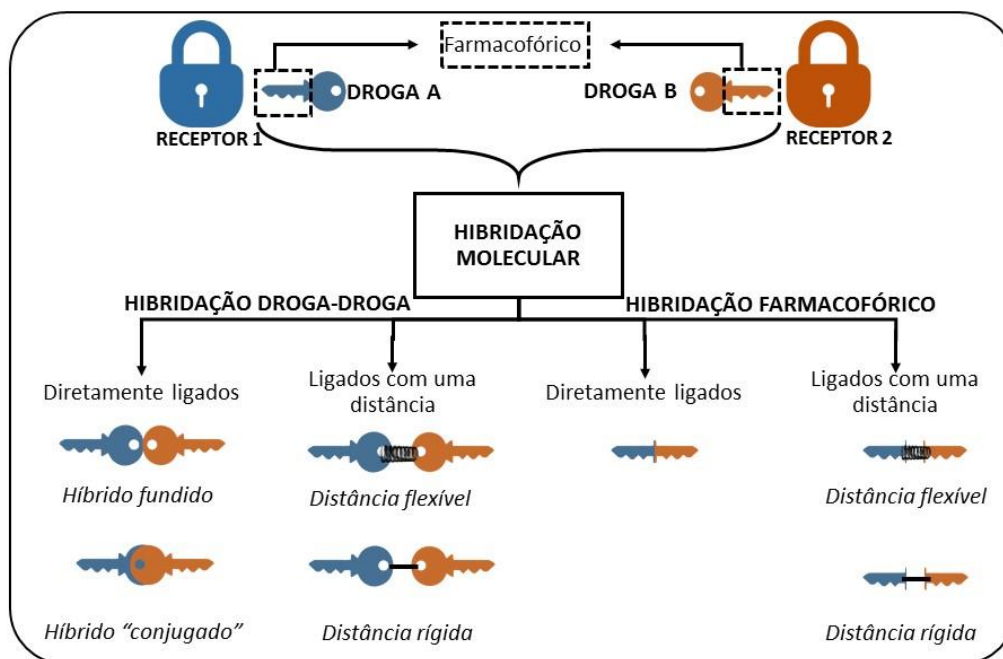 Farmacofórico
DROGA A
DROGA B
RECEPTOR 1
RECEPTOR 2
HIBRIDAÇÃO
MOLECULAR
HIBRIDAÇÃO DROGA-DROGA
HIBRIDAÇÃO FARMACOFÓRICO
Diretamente ligados
Ligados com uma
distância
Diretamente ligados
Ligados com uma
distância
Híbrido fundido
Distância flexível
Distância flexível
Híbrido “conjugado”
Distância rígida
Distância rígida